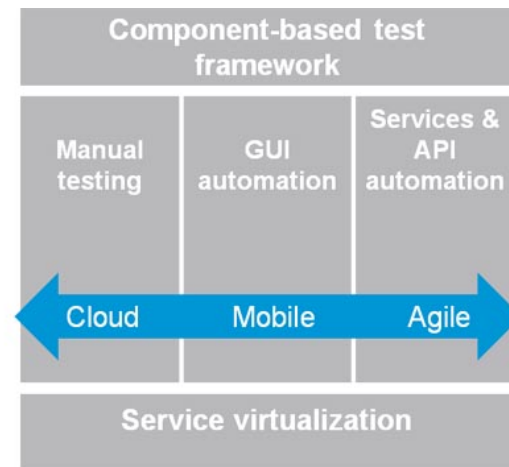 Component-based test
framework
Manual
testing
GUI
automation
Services &
API
automation
Cloud
Mobile
Agile
Service virtualization